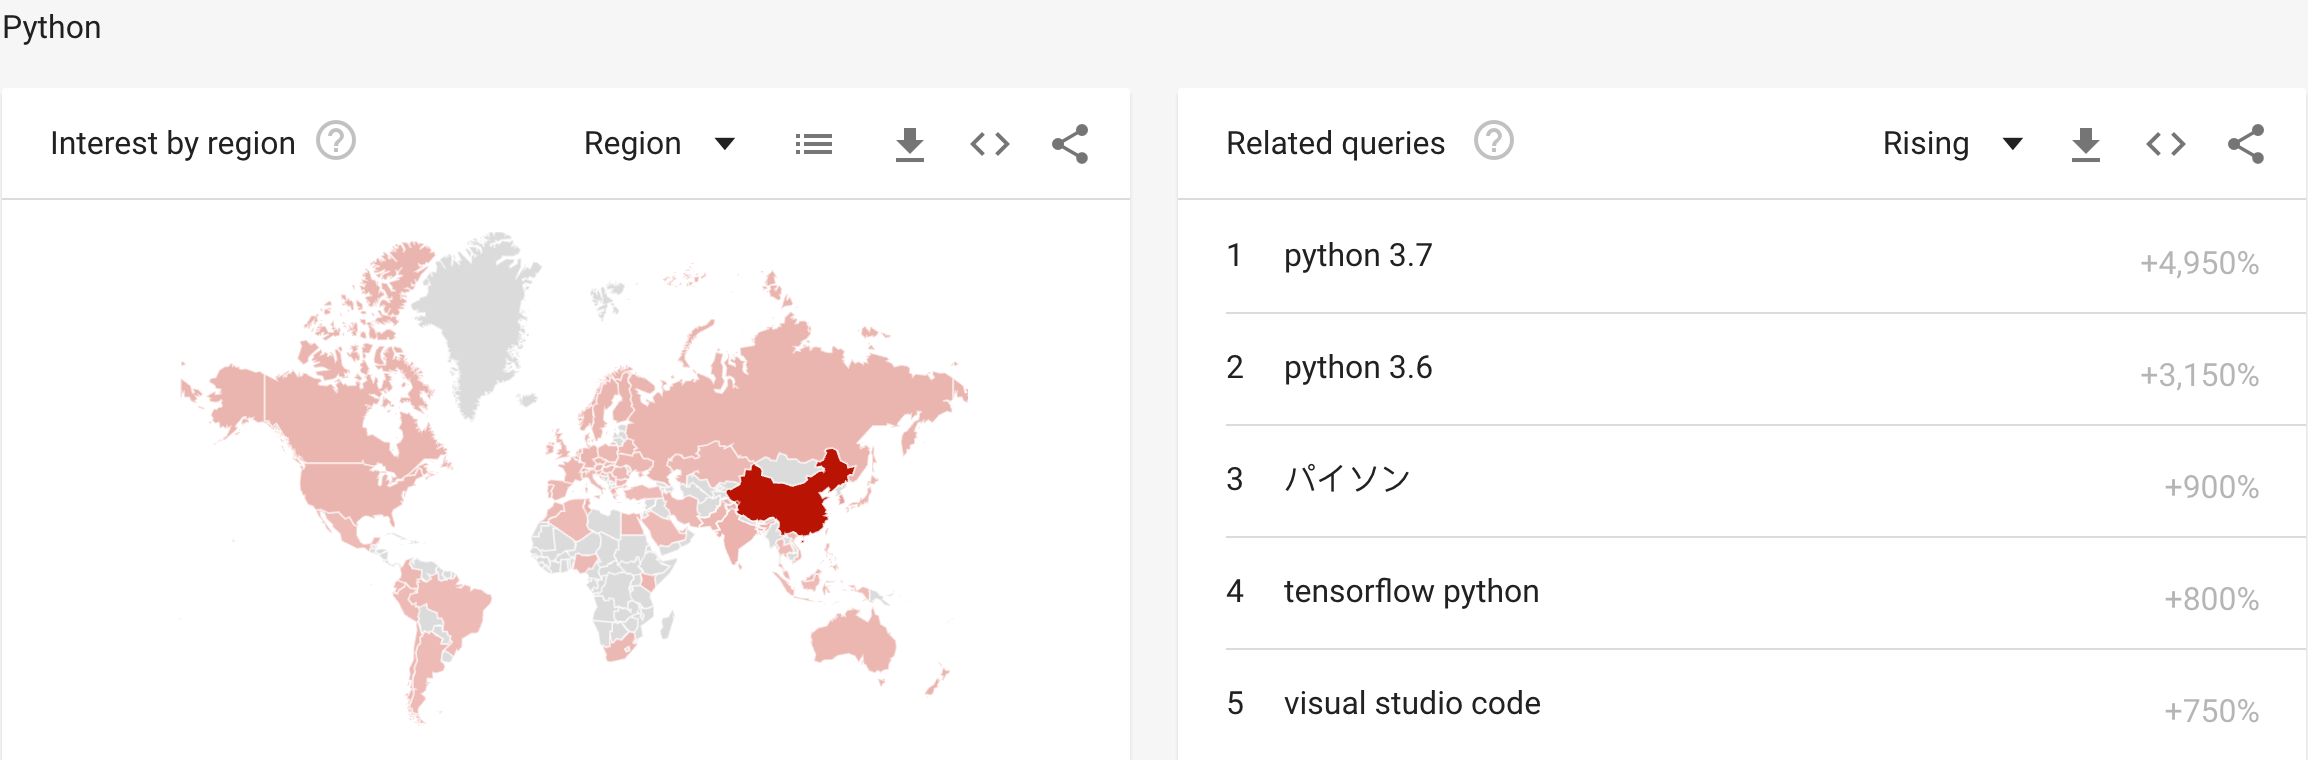 Python
Interest by region
Region
Related queries
Rising
1 python 3.7 +4,950%
2 python 3.6 +3,150%
3 パイソン +900%
4 tensorflow python +800%
5 visual studio code +750%